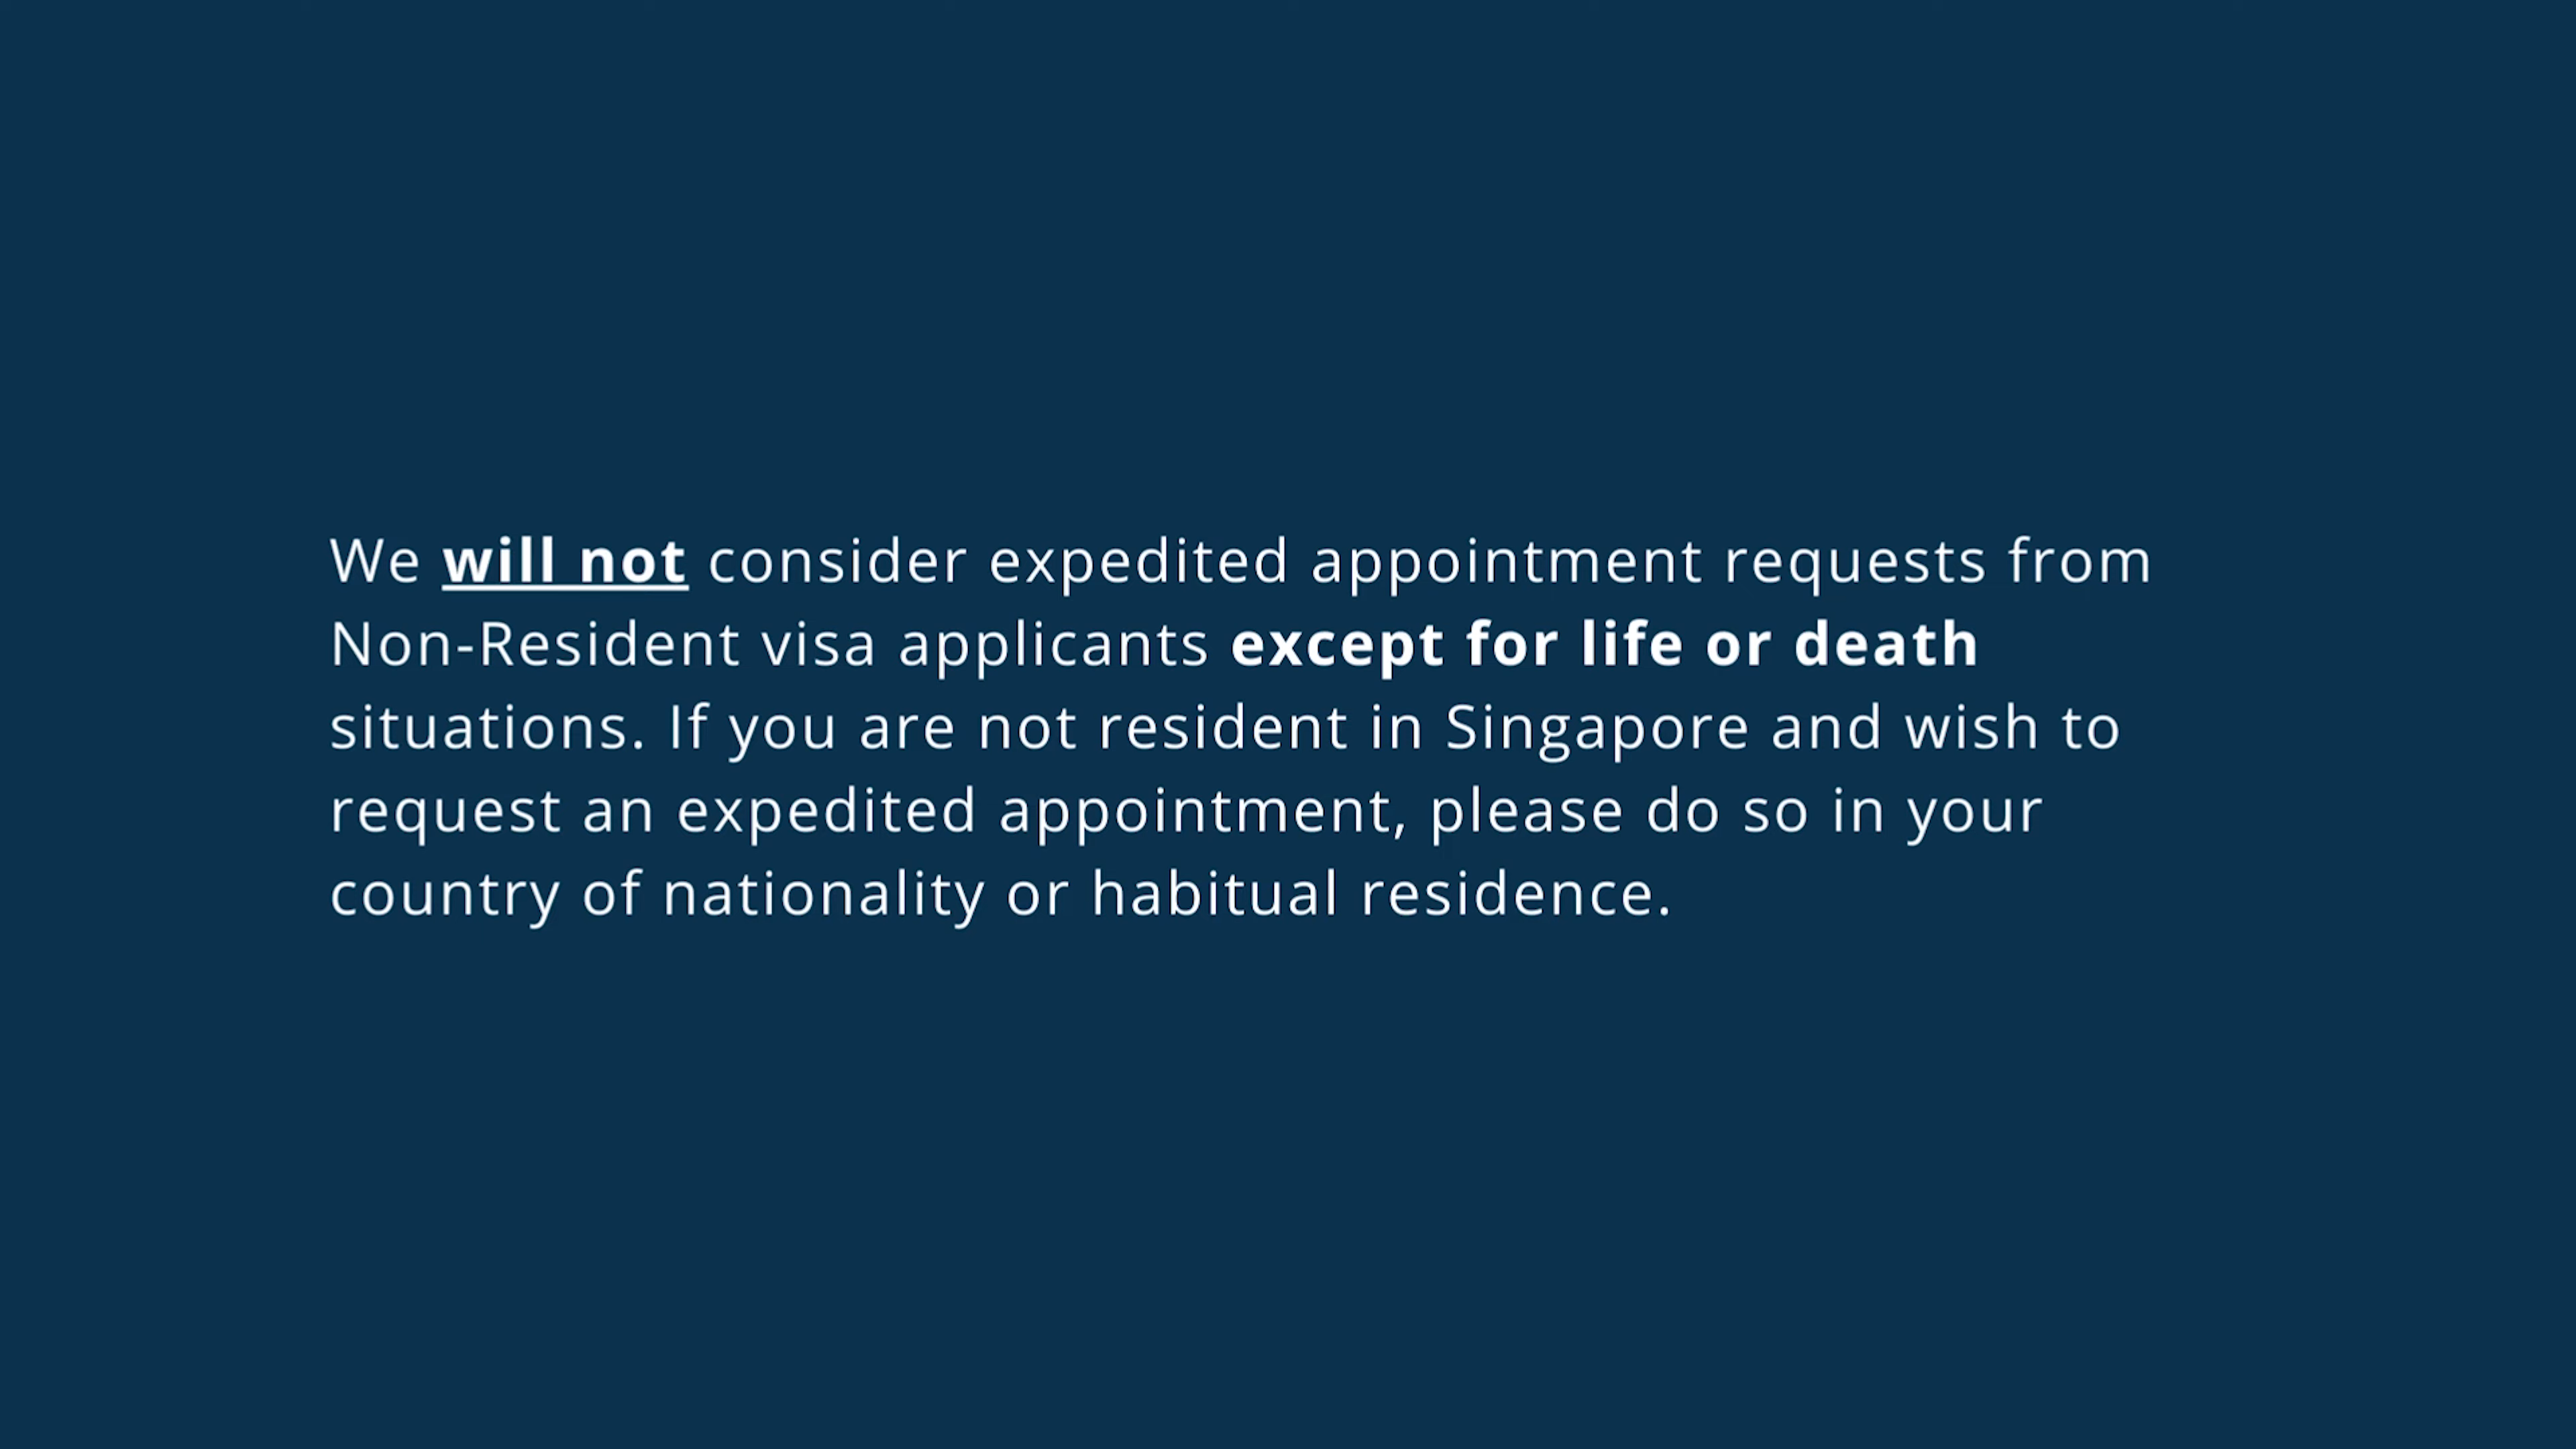 We will not consider expedited appointment requests from
Non-Resident visa applicants except for life or death
situations. If you are not resident in Singapore and wish to
request an expedited appointment, please do so in your
country of nationality or habitual residence.